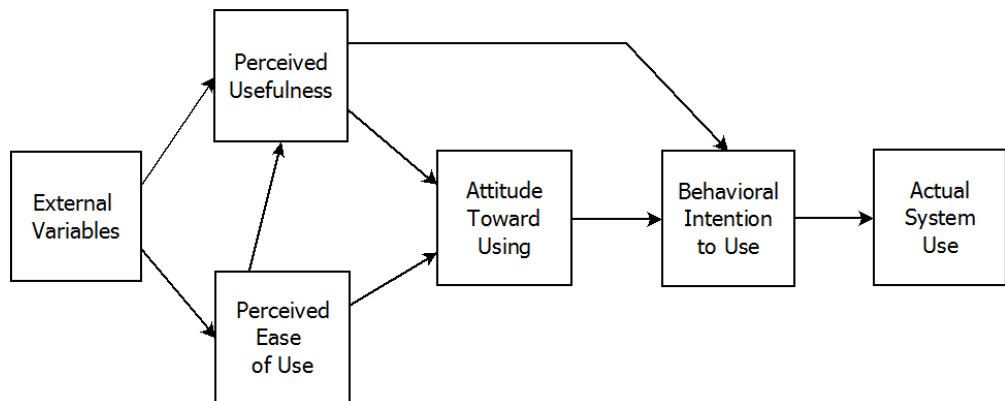 Perceived
Usefulness
External
Variables
Perceived
Ease
of Use
Attitude
Toward
Using
Behavioral
Intention
to Use
Actual
System
Use